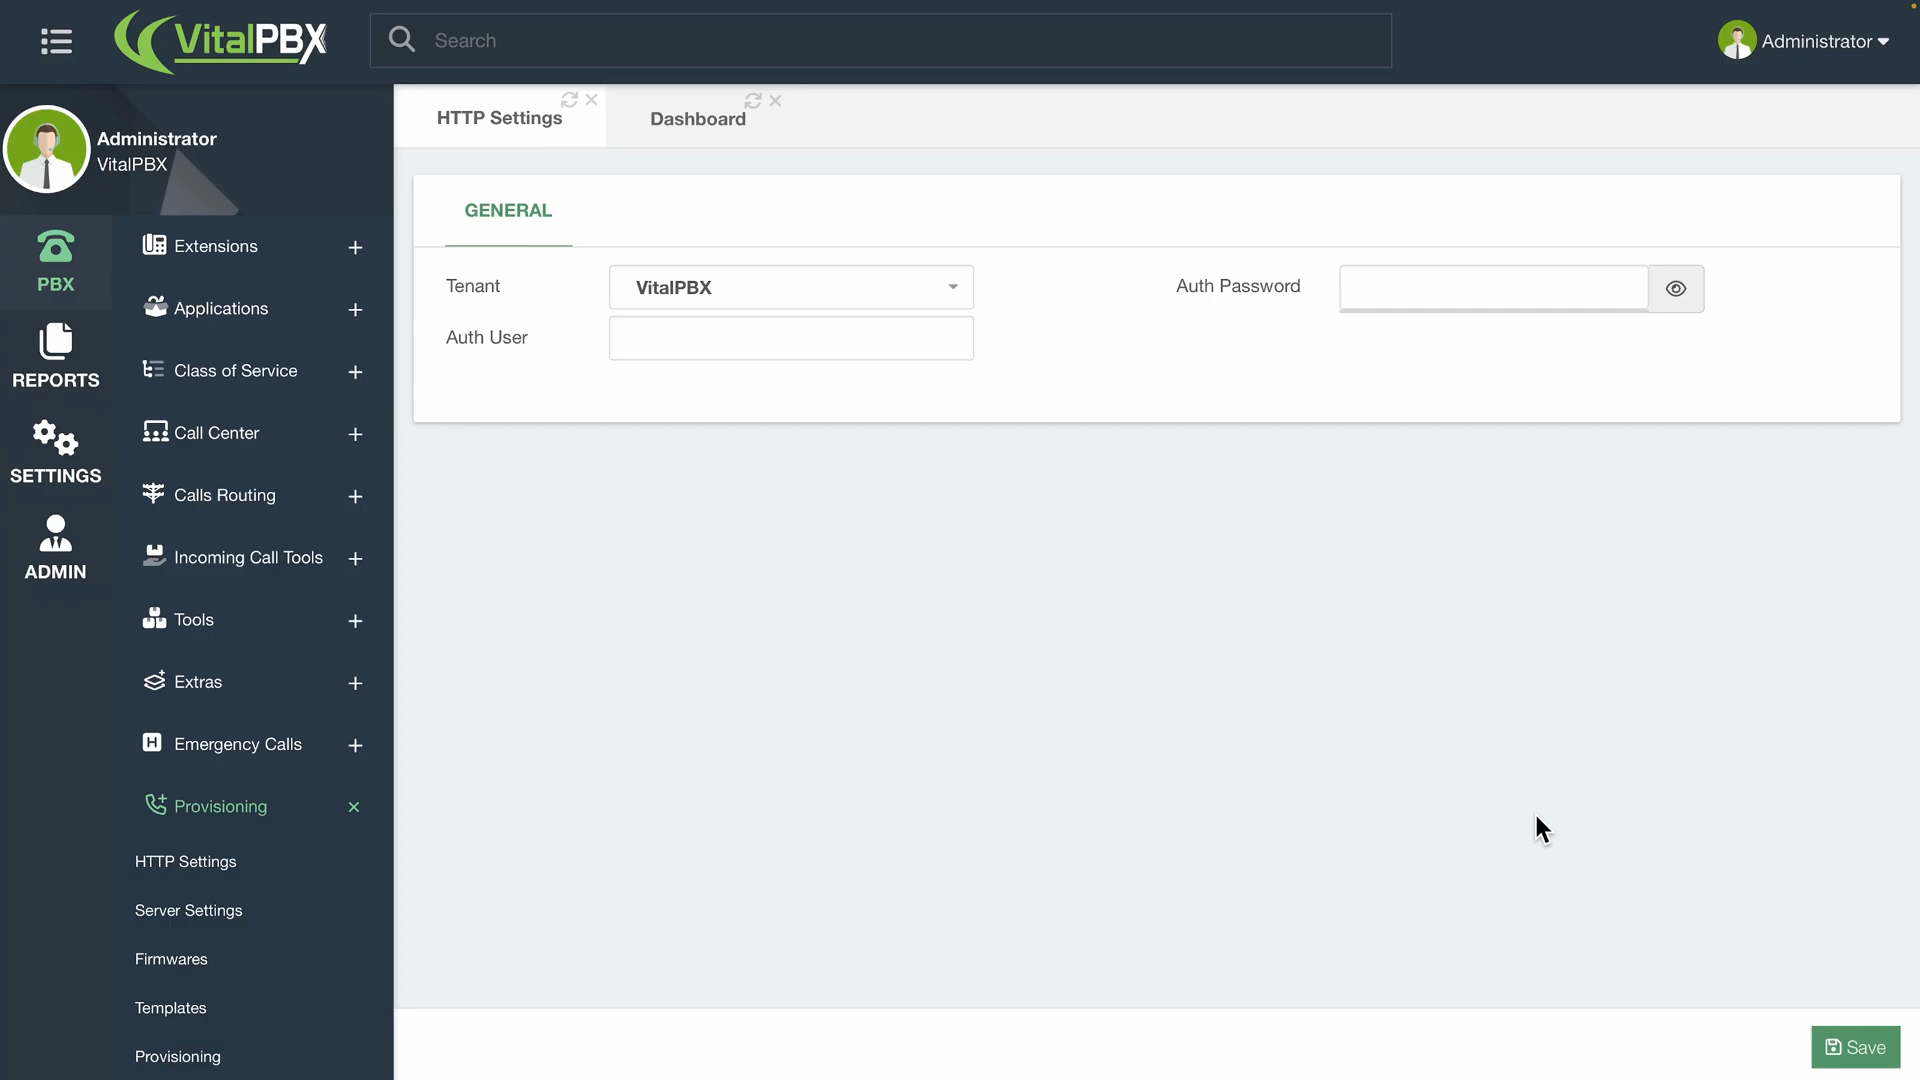 VitalPBX
Search
Administrator
Administrator
VitalPBX
PBX
REPORTS
SETTINGS
ADMIN
Extensions
Applications
Class of Service
Call Center
Calls Routing
Incoming Call Tools
Tools
Extras
Emergency Calls
Provisioning
HTTP Settings
Server Settings
Firmwares
Templates
Provisioning
HTTP Settings
Dashboard
GENERAL
Tenant
VitalPBX
Auth Password
Auth User
Save